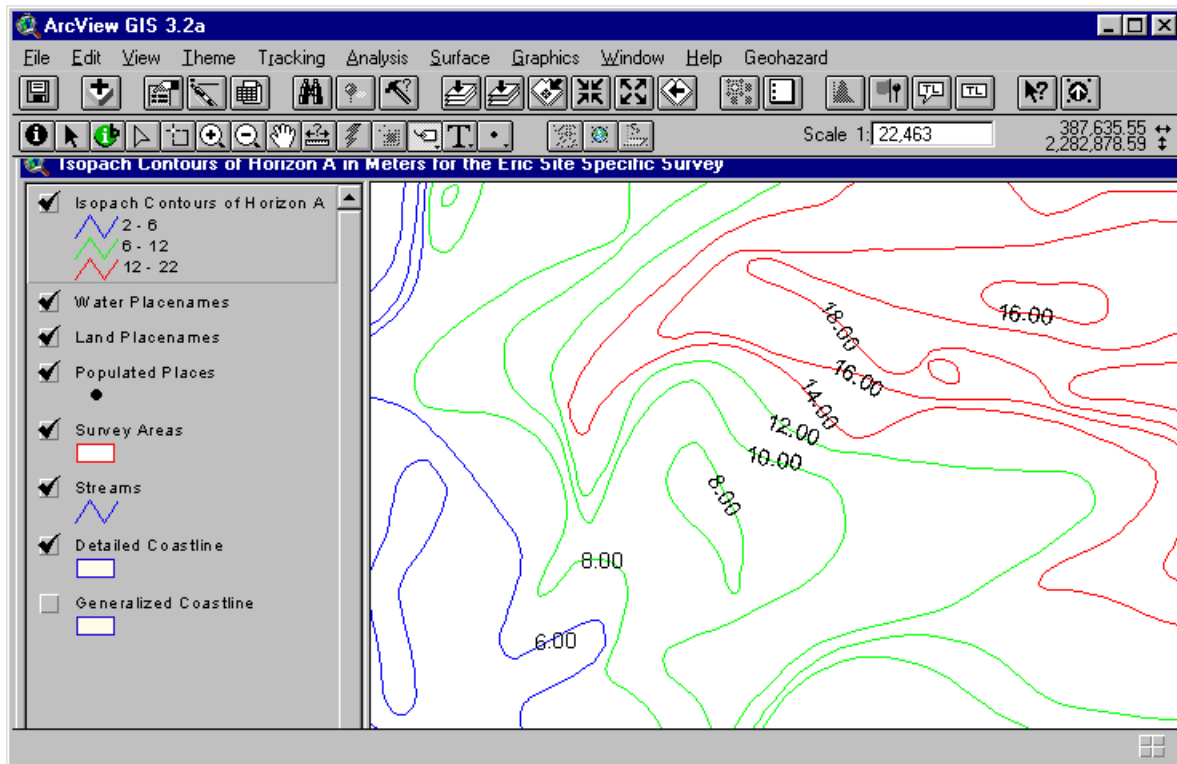 ArcView GIS 3.2a
File Edit View Theme Tracking Analysis Surface Graphics Window Help Geohazard
TL TL
T Scale 1: 22,463 387,635.55
2,282,878.59
Isopach Contours of Horizon A in Meters for the Eric Site Specific Survey
Isopach Contours of Horizon A
2 - 6
6 - 12
12 - 22
Water Placenames
Land Placenames
Populated Places
Survey Areas
Streams
Detailed Coastline
Generalized Coastline
18.00
16.00
16.00
14.00
12.00
10.00
8.00
8.00
6.00